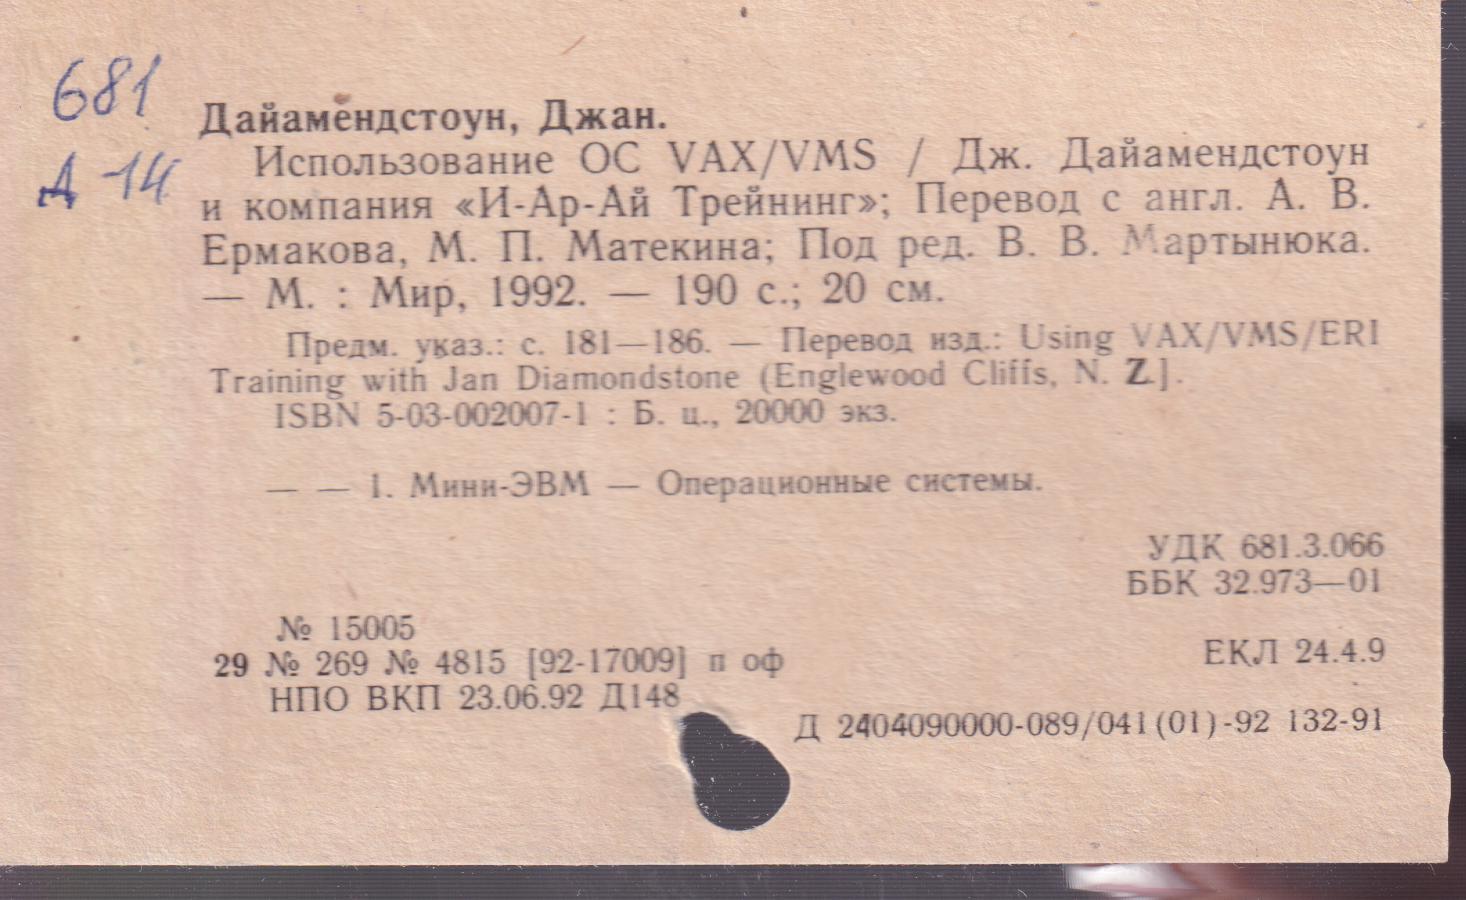 681
Д 14
Дайамендстоун, Джан.
Использование ОС VAX/VMS / Дж. Дайамендстоун
и компания «И-Ар-Ай Трейнинг»; Перевод с англ. А. В.
Ермакова, М. П. Матекина; Под ред. В. В. Мартынюка.
— М. : Мир, 1992. — 190 с.; 20 см.
Предм. указ.: с. 181—186. — Перевод изд.: Using VAX/VMS/ERI
Training with Jan Diamondstone (Englewood Cliffs, N. Z.].
ISBN 5-03-002007-1 : Б. ц., 20000 экз.
— — 1. Мини-ЭВМ — Операционные системы.
УДК 681.3.066
ББК 32.973—01
№ 15005
29 № 269 № 4815 [92-17009] п оф
ЕКЛ 24.4.9
НПО ВКП 23.06.92 Д148
Д 2404090000-089/041(01)-92 132-91